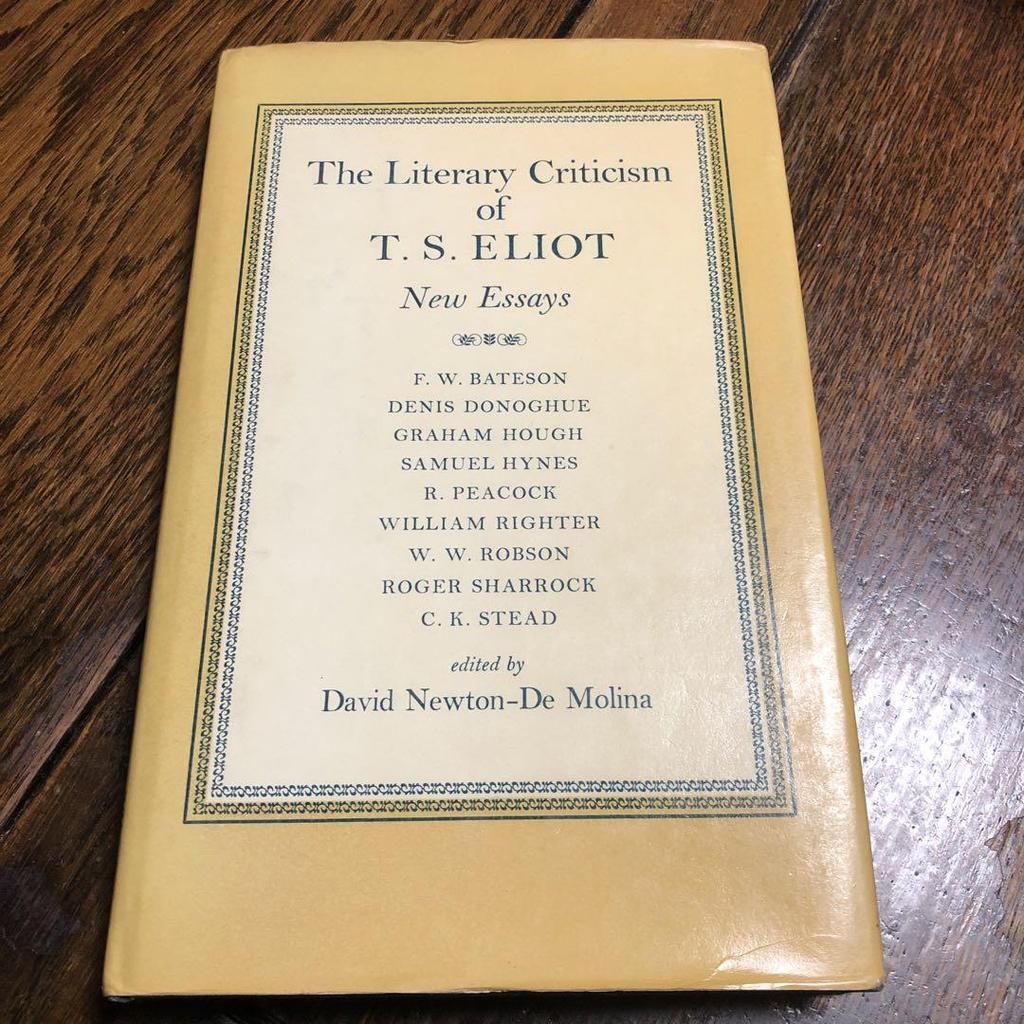 The Literary Criticism
of
T. S. ELIOT
New Essays
F. W. BATESON
DENIS DONOGHUE
GRAHAM HOUGH
SAMUEL HYNES
R. PEACOCK
WILLIAM RIGHTER
W. W. ROBSON
ROGER SHARROCK
C. K. STEAD
edited by
David Newton-De Molina